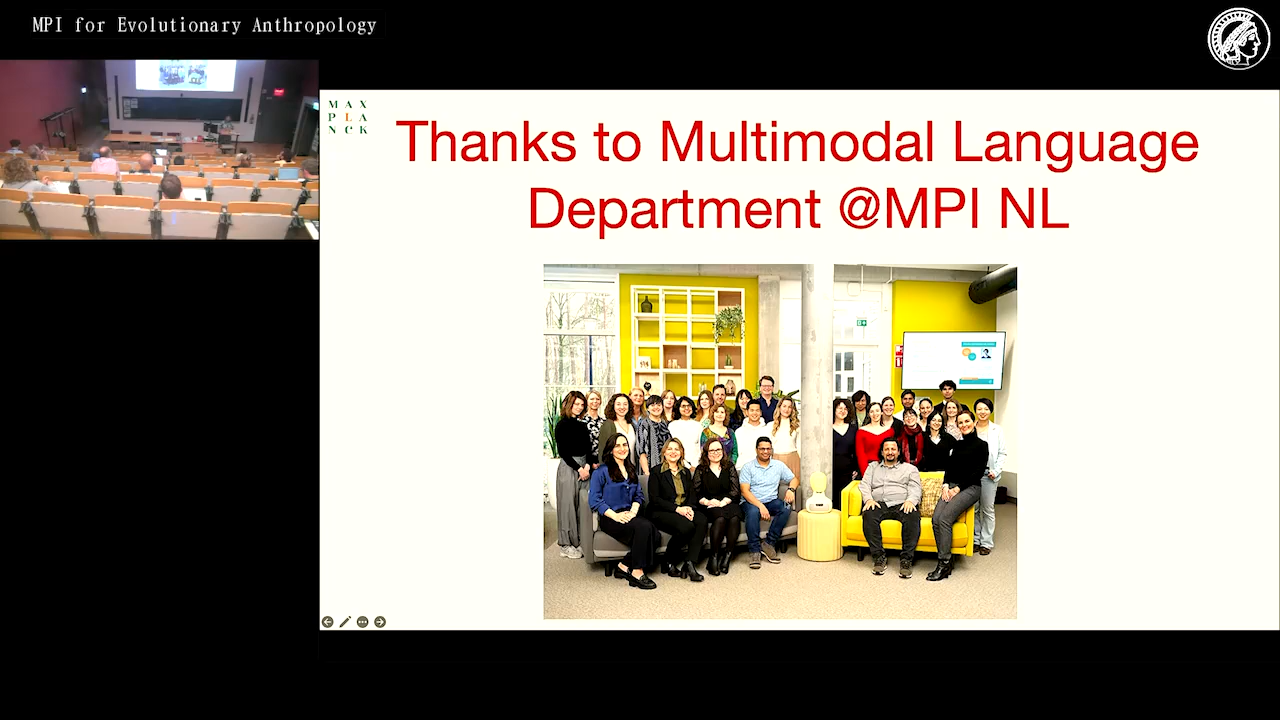 MPI for Evolutionary Anthropology
MAX
PLA
NCK
Thanks to Multimodal Language
Department @MPI NL